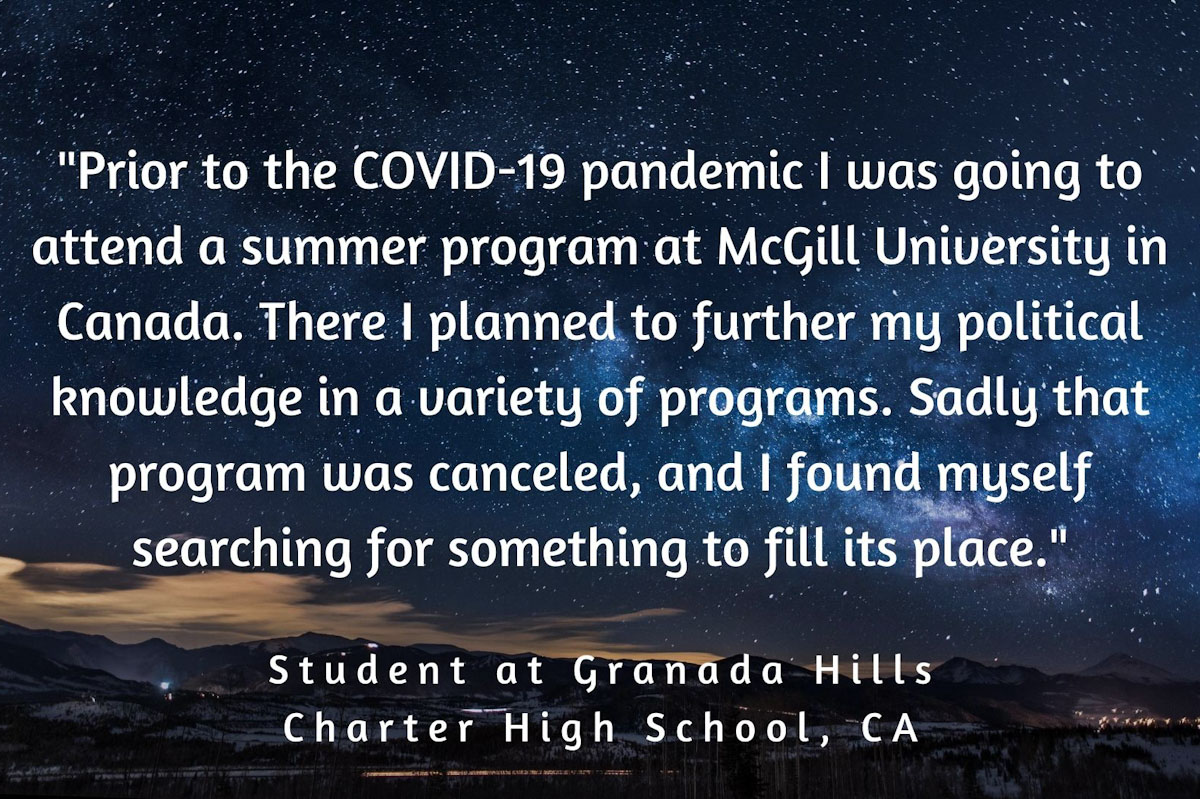 "Prior to the COVID-19 pandemic I was going to
attend a summer program at McGill University in
Canada. There I planned to further my political
knowledge in a variety of programs. Sadly that
program was canceled, and I found myself
searching for something to fill its place."
Student at Granada Hills
Charter High School, CA